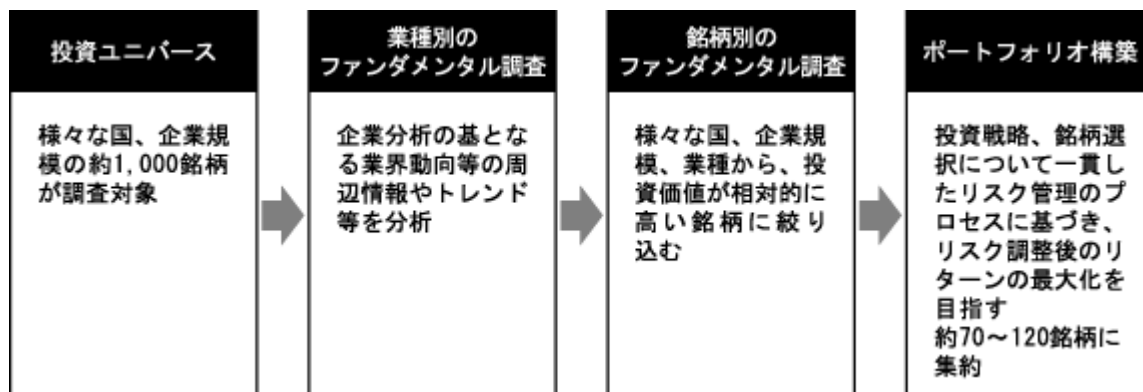 投資ユニバース
様々な国、企業規
模の約1,000銘柄
が調査対象
業種別の
ファンダメンタル調査
企業分析の基とな
る業界動向等の周
辺情報やトレンド
等を分析
銘柄別の
ファンダメンタル調査
様々な国、企業規
模、業種から、投
資価値が相対的に
高い銘柄に絞り
込む
ポートフォリオ構築
投資戦略、銘柄選
択について一貫し
たリスク管理のプ
ロセスに基づき、
リスク調整後のリ
ターンの最大化を
目指す
約70～120銘柄に
集約